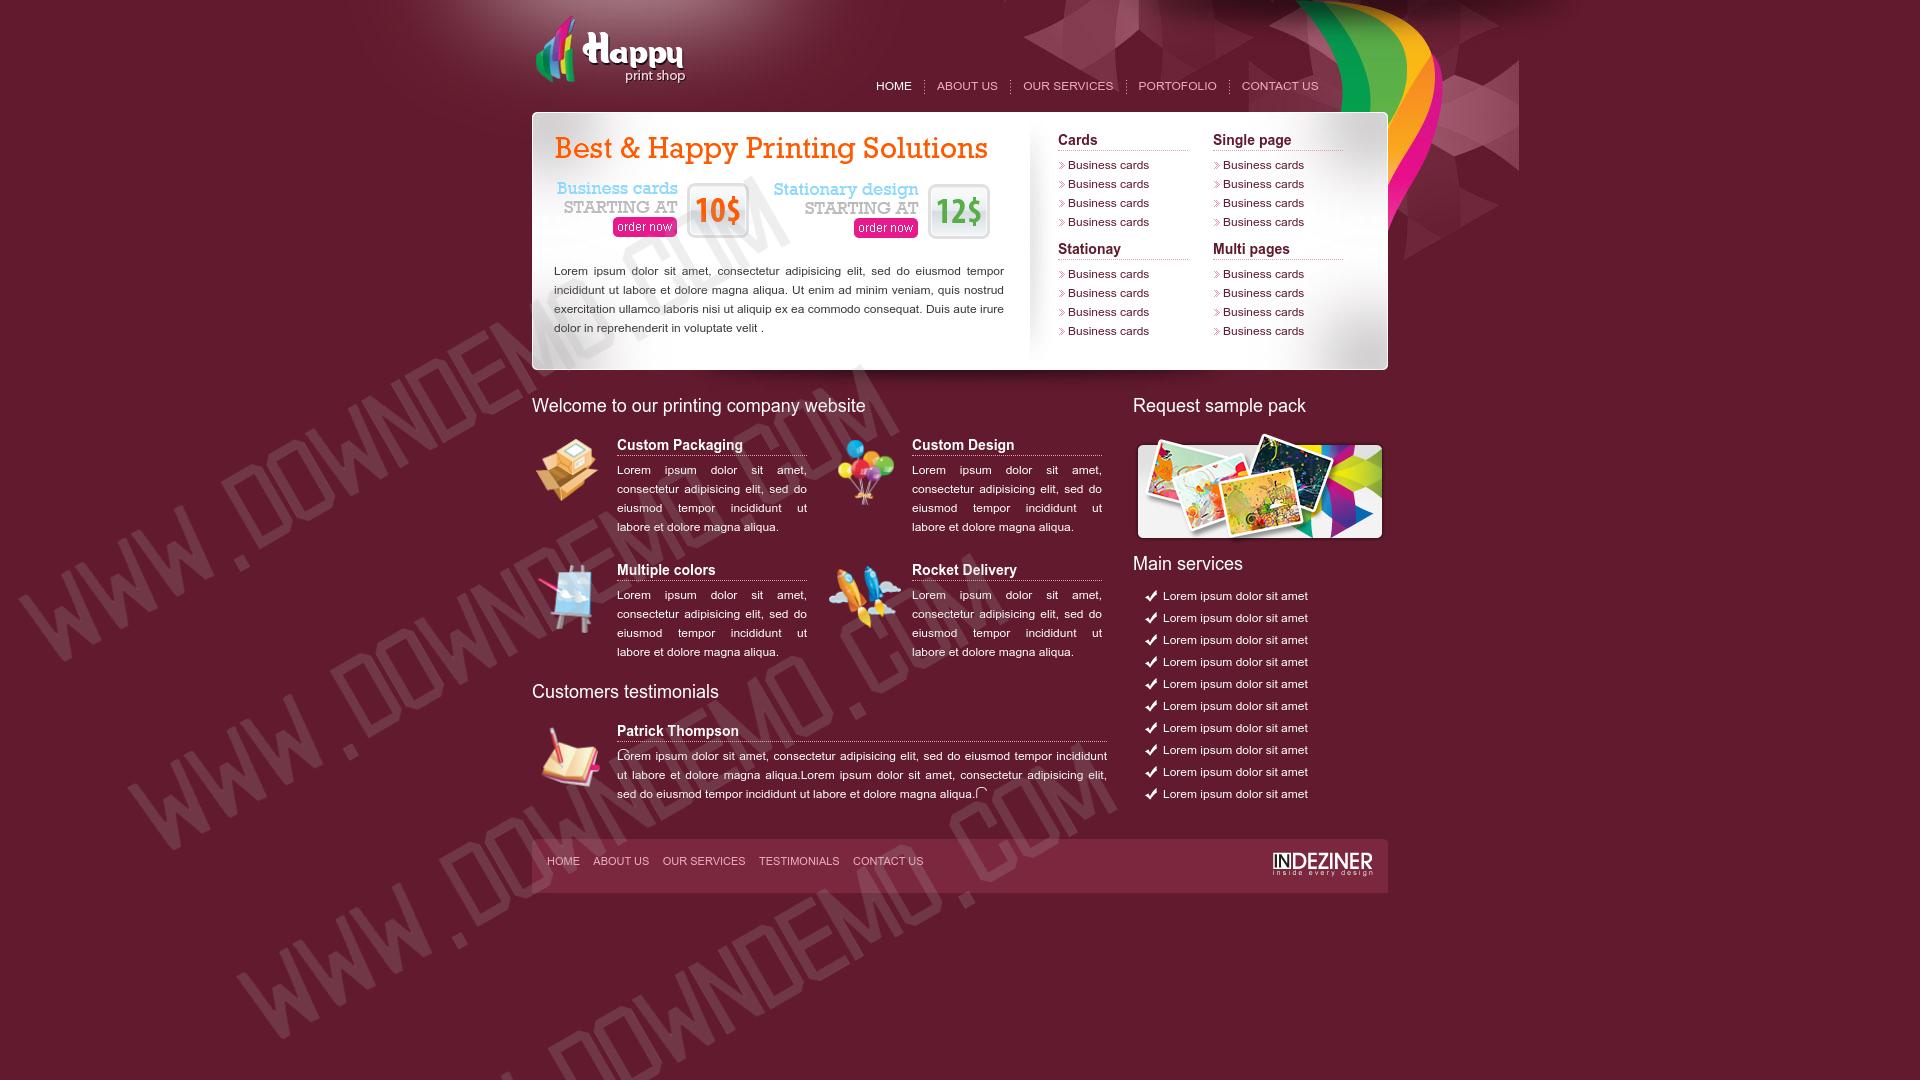 Happy
print shop
HOME ABOUT US OUR SERVICES PORTOFOLIO CONTACT US
Best & Happy Printing Solutions
Business cards
STARTING AT
order now
10$
Stationary design
STARTING AT
order now
12$
Lorem ipsum dolor sit amet, consectetur adipisicing elit, sed do eiusmod tempor
incididunt ut labore et dolore magna aliqua. Ut enim ad minim veniam, quis nostrud
exercitation ullamco laboris nisi ut aliquip ex ea commodo consequat. Duis aute irure
dolor in reprehenderit in voluptate velit .
Cards
Business cards
Business cards
Business cards
Business cards
Single page
Business cards
Business cards
Business cards
Business cards
Stationay
Business cards
Business cards
Business cards
Business cards
Multi pages
Business cards
Business cards
Business cards
Business cards
Welcome to our printing company website
Custom Packaging
Lorem ipsum dolor sit amet,
consectetur adipisicing elit, sed do
eiusmod tempor incididunt ut
labore et dolore magna aliqua.
Custom Design
Lorem ipsum dolor sit amet,
consectetur adipisicing elit, sed do
eiusmod tempor incididunt ut
labore et dolore magna aliqua.
Multiple colors
Lorem ipsum dolor sit amet,
consectetur adipisicing elit, sed do
eiusmod tempor incididunt ut
labore et dolore magna aliqua.
Rocket Delivery
Lorem ipsum dolor sit amet,
consectetur adipisicing elit, sed do
eiusmod tempor incididunt ut
labore et dolore magna aliqua.
Customers testimonials
Patrick Thompson
Lorem ipsum dolor sit amet, consectetur adipisicing elit, sed do eiusmod tempor incididunt
ut labore et dolore magna aliqua.Lorem ipsum dolor sit amet, consectetur adipisicing elit,
sed do eiusmod tempor incididunt ut labore et dolore magna aliqua.
Request sample pack
Main services
Lorem ipsum dolor sit amet
Lorem ipsum dolor sit amet
Lorem ipsum dolor sit amet
Lorem ipsum dolor sit amet
Lorem ipsum dolor sit amet
Lorem ipsum dolor sit amet
Lorem ipsum dolor sit amet
Lorem ipsum dolor sit amet
Lorem ipsum dolor sit amet
Lorem ipsum dolor sit amet
HOME ABOUT US OUR SERVICES TESTIMONIALS CONTACT US
INDEZINER
inside every design
WWW.DOWNDEMO.COM
WWW.DOWNDEMO.COM
WWW.DOWNDEMO.COM
WWW.DOWNDEMO.COM